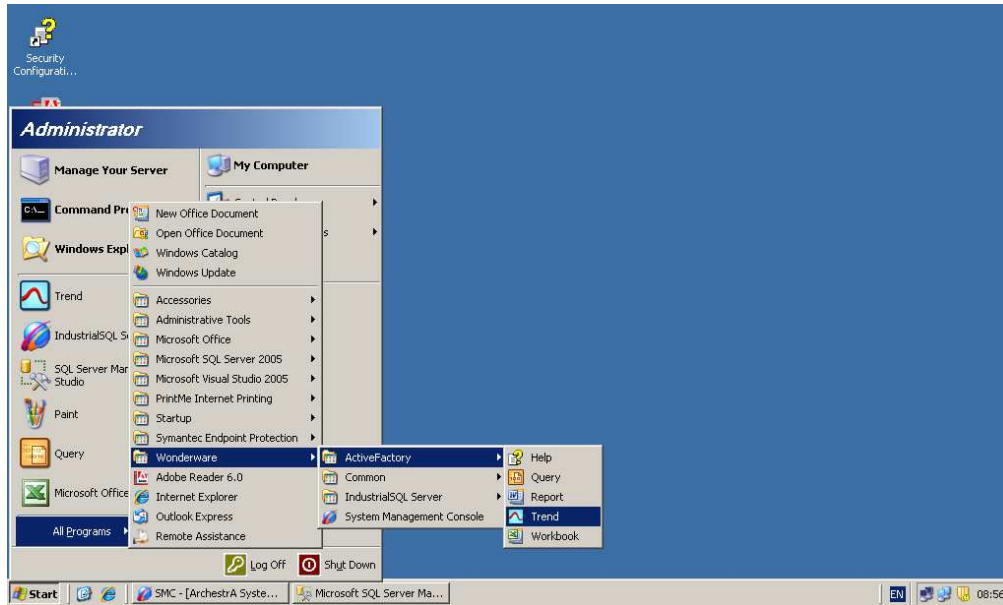 Security
Configurati...
Administrator
Manage Your Server
Command Pr
Windows Expl
Trend
IndustrialSQL S
SQL Server Mar
Studio
Paint
Query
Microsoft Office
All Programs
My Computer
s
New Office Document
Open Office Document
Windows Catalog
Windows Update
Accessories
Administrative Tools
Microsoft Office
Microsoft SQL Server 2005
Microsoft Visual Studio 2005
PrintMe Internet Printing
Startup
Symantec Endpoint Protection
Wonderware
Adobe Reader 6.0
Internet Explorer
Outlook Express
Remote Assistance
ActiveFactory
Common
IndustrialSQL Server
System Management Console
Help
Query
Report
Trend
Workbook
Log Off
Shut Down
Start
SMC - [ArchestrA Syste...
Microsoft SQL Server Ma...
EN
08:56